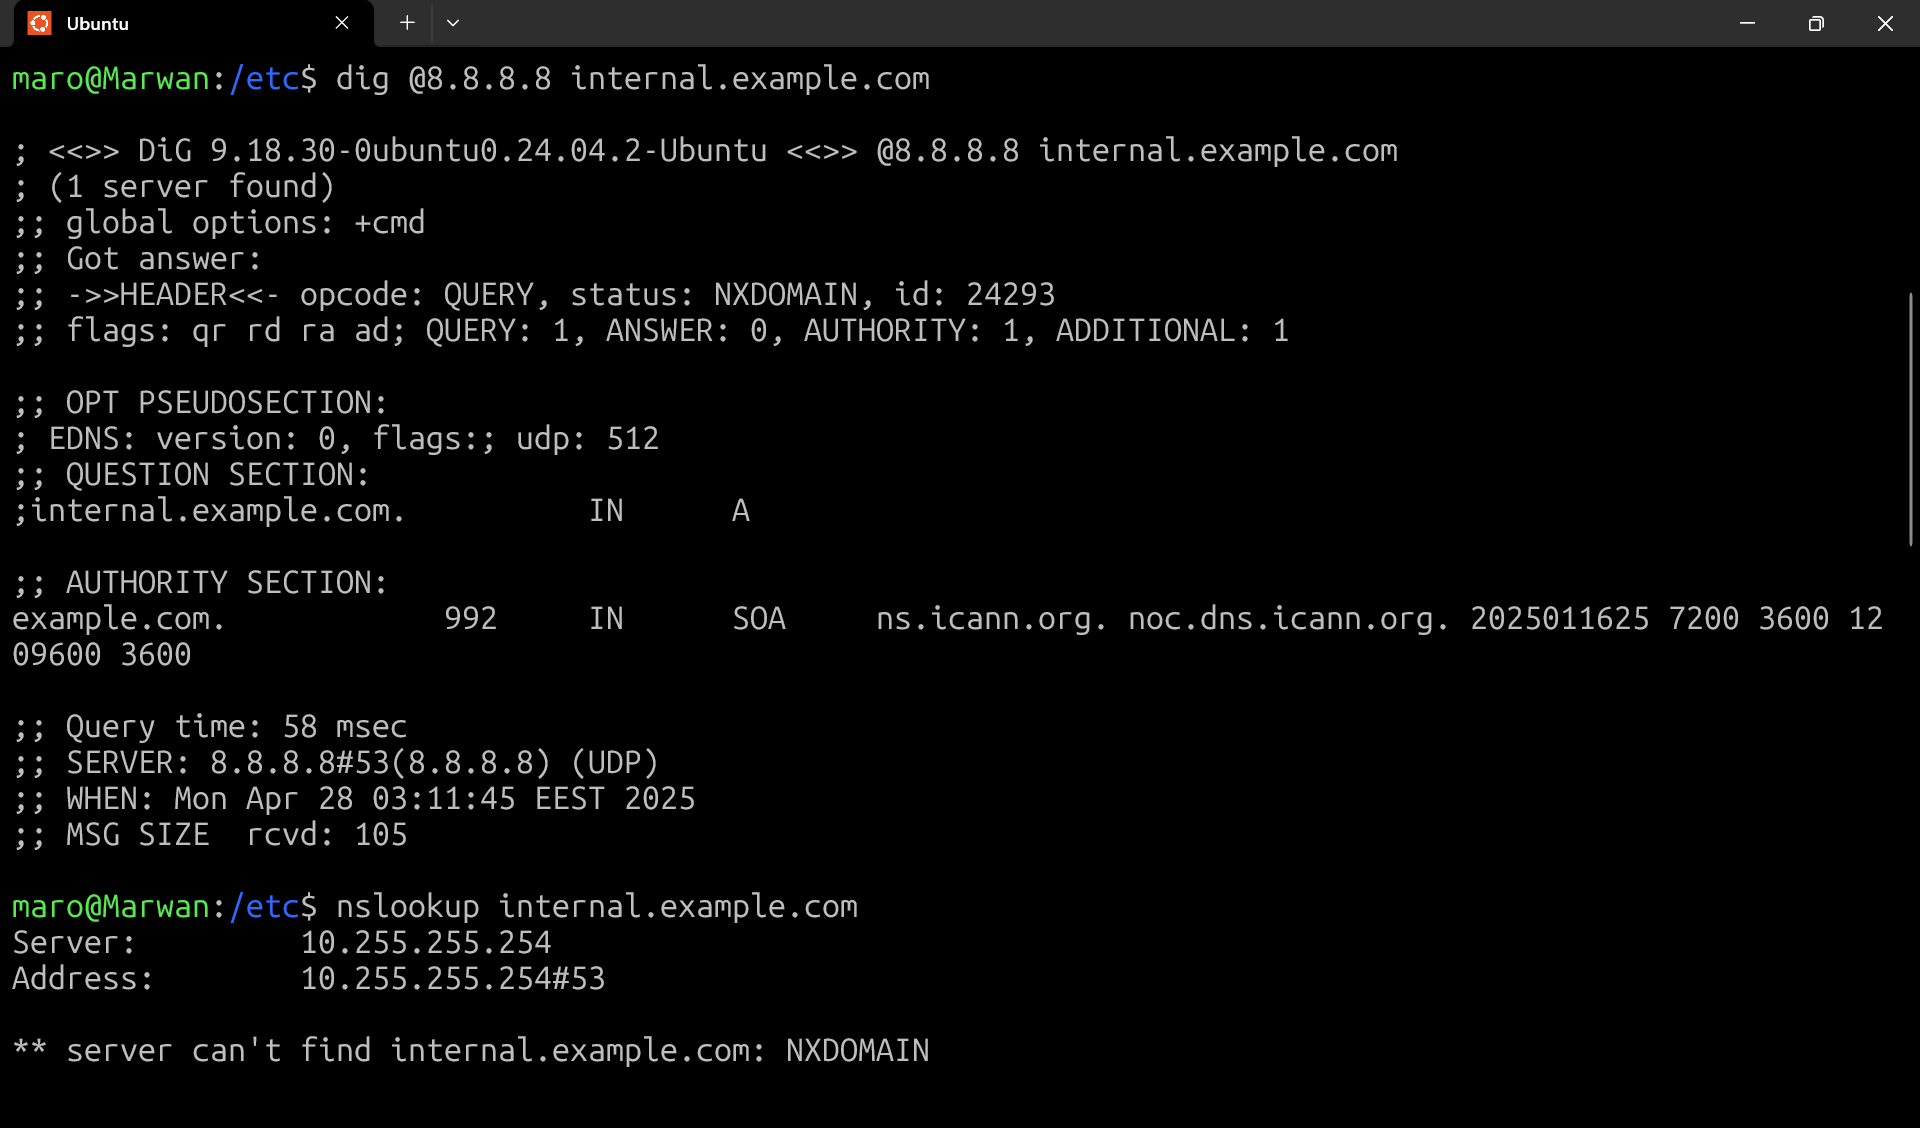 Ubuntu
maro@Marwan:/etc$ dig @8.8.8.8 internal.example.com
; <<>> DiG 9.18.30-0ubuntu0.24.04.2-Ubuntu <<>> @8.8.8.8 internal.example.com
; (1 server found)
;; global options: +cmd
;; Got answer:
;; ->>HEADER<<- opcode: QUERY, status: NXDOMAIN, id: 24293
;; flags: qr rd ra ad; QUERY: 1, ANSWER: 0, AUTHORITY: 1, ADDITIONAL: 1
;; OPT PSEUDOSECTION:
; EDNS: version: 0, flags:; udp: 512
;; QUESTION SECTION:
;internal.example.com.          IN      A
;; AUTHORITY SECTION:
example.com.            992     IN      SOA     ns.icann.org. noc.dns.icann.org. 2025011625 7200 3600 12
09600 3600
;; Query time: 58 msec
;; SERVER: 8.8.8.8#53(8.8.8.8) (UDP)
;; WHEN: Mon Apr 28 03:11:45 EEST 2025
;; MSG SIZE  rcvd: 105
maro@Marwan:/etc$ nslookup internal.example.com
Server:         10.255.255.254
Address:        10.255.255.254#53
** server can't find internal.example.com: NXDOMAIN